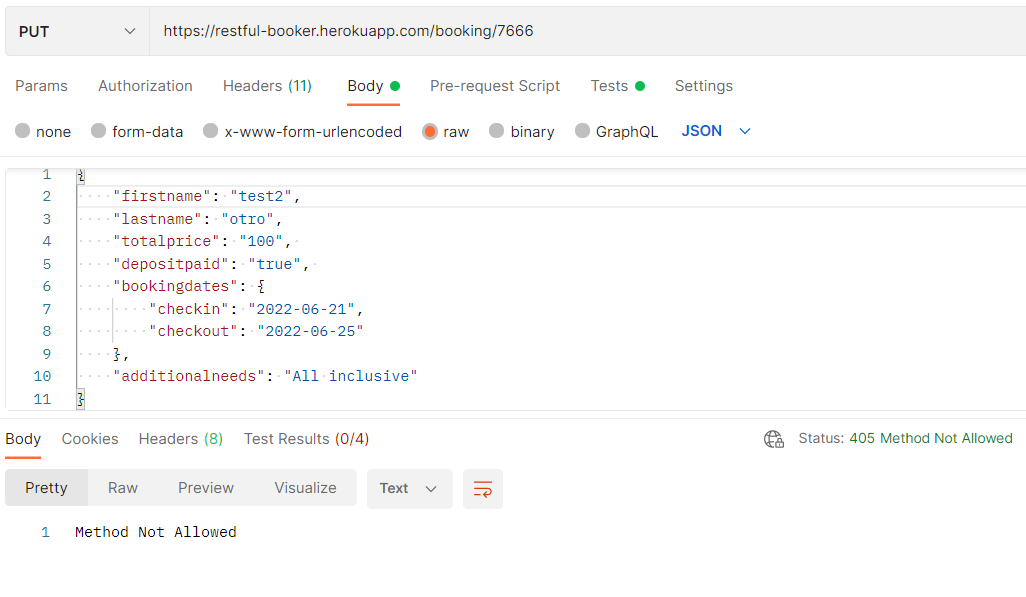 PUT https://restful-booker.herokuapp.com/booking/7666
Params Authorization Headers (11) Body Pre-request Script Tests Settings
none form-data x-www-form-urlencoded raw binary GraphQL JSON
1 {
2 "firstname": "test2",
3 "lastname": "otro",
4 "totalprice": "100",
5 "depositpaid": "true",
6 "bookingdates": {
7 "checkin": "2022-06-21",
8 "checkout": "2022-06-25"
9 },
10 "additionalneeds": "All inclusive"
11 }
Body Cookies Headers (8) Test Results (0/4) Status: 405 Method Not Allowed
Pretty Raw Preview Visualize Text
1 Method Not Allowed